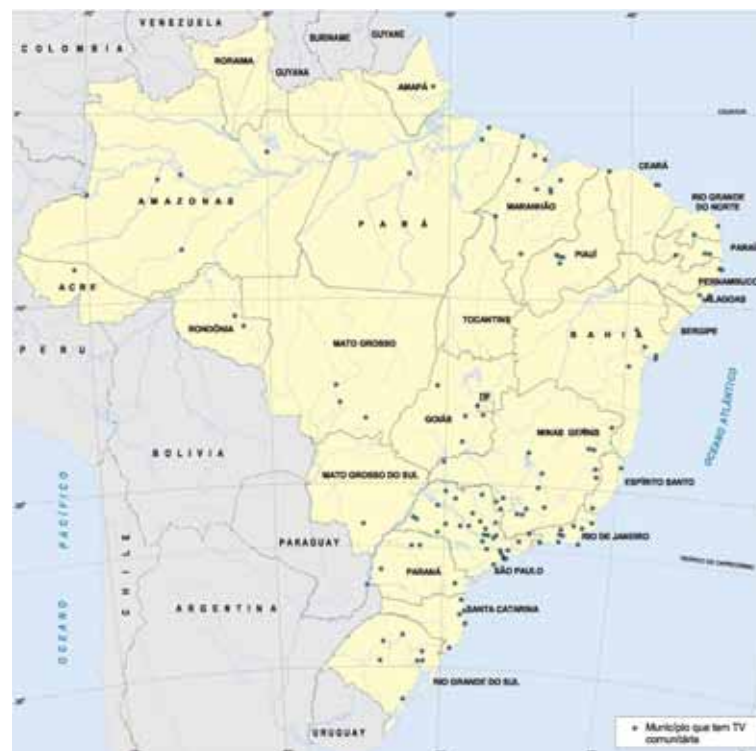 VENEZUELA
COLOMBIA
SURINAME
GUYANE
GUYANA
RORAIMA
AMAPÁ
EQUADOR
0°
CEARÁ
RIO GRANDE
DO NORTE
MARANHÃO
AMAZONAS
PARÁ
PIAUÍ
PERNAMBUCO
ACRE
SERGIPE
RONDÔNIA
TOCANTINS
BAHIA
MATO GROSSO
PERU
DF
GOIÁS
OCEANO ATLÂNTICO
MINAS GERAIS
BOLÍVIA
MATO GROSSO DO SUL
ESPÍRITO SANTO
OCEANO PACÍFICO
RIO DE JANEIRO
PARAGUAY
CHILE
PARANÁ
SÃO PAULO
SANTA CATARINA
ARGENTINA
RIO GRANDE DO SUL
URUGUAY
Município que tem TV
comunitária